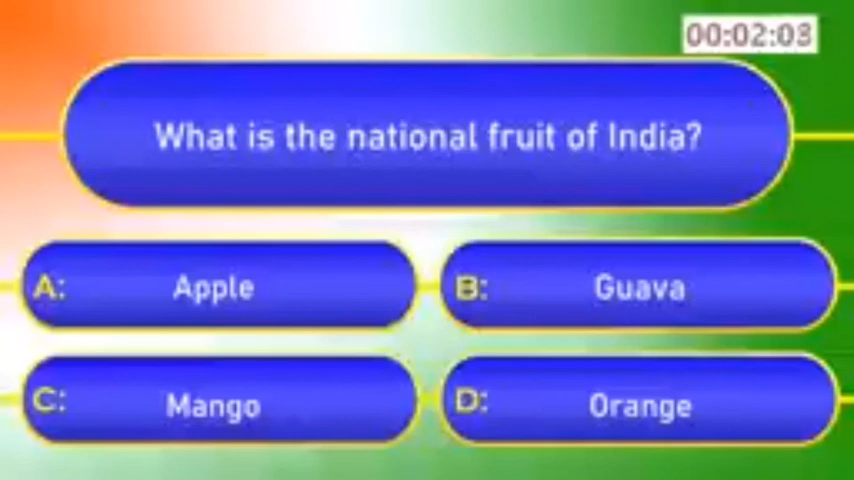 00:02:03
What is the national fruit of India?
A: Apple
B: Guava
C: Mango
D: Orange